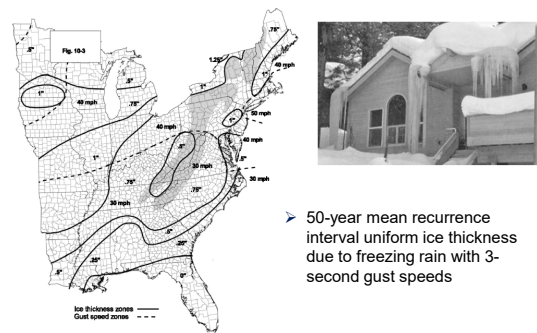 .5"
Fig. 10-3
1.25"
.75"
1"
40 mph
1"
.5"
1"
40 mph
.75"
50 mph
1"
40 mph
40 mph
.5"
.5"
1"
30 mph
30 mph
.75"
.75"
30 mph
.5"
.25"
.25"
.5"
0"
Ice thickness zones
Gust speed zones
➢ 50-year mean recurrence
interval uniform ice thickness
due to freezing rain with 3-
second gust speeds